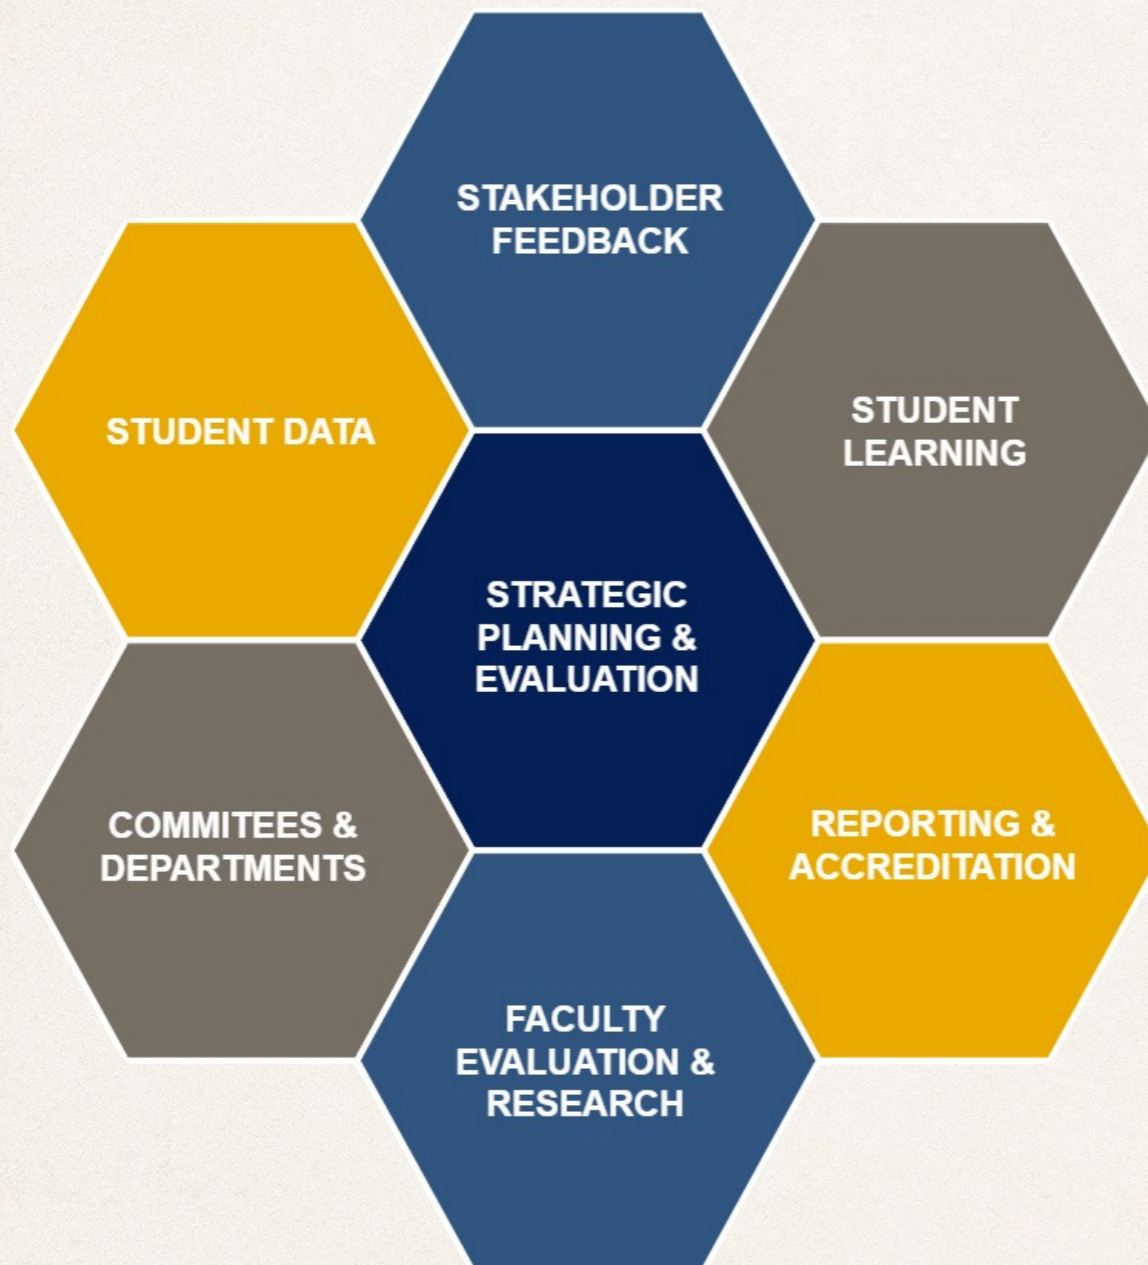 STAKEHOLDER
FEEDBACK
STUDENT DATA
STUDENT
LEARNING
STRATEGIC
PLANNING &
EVALUATION
COMMITEES &
DEPARTMENTS
REPORTING &
ACCREDITATION
FACULTY
EVALUATION &
RESEARCH